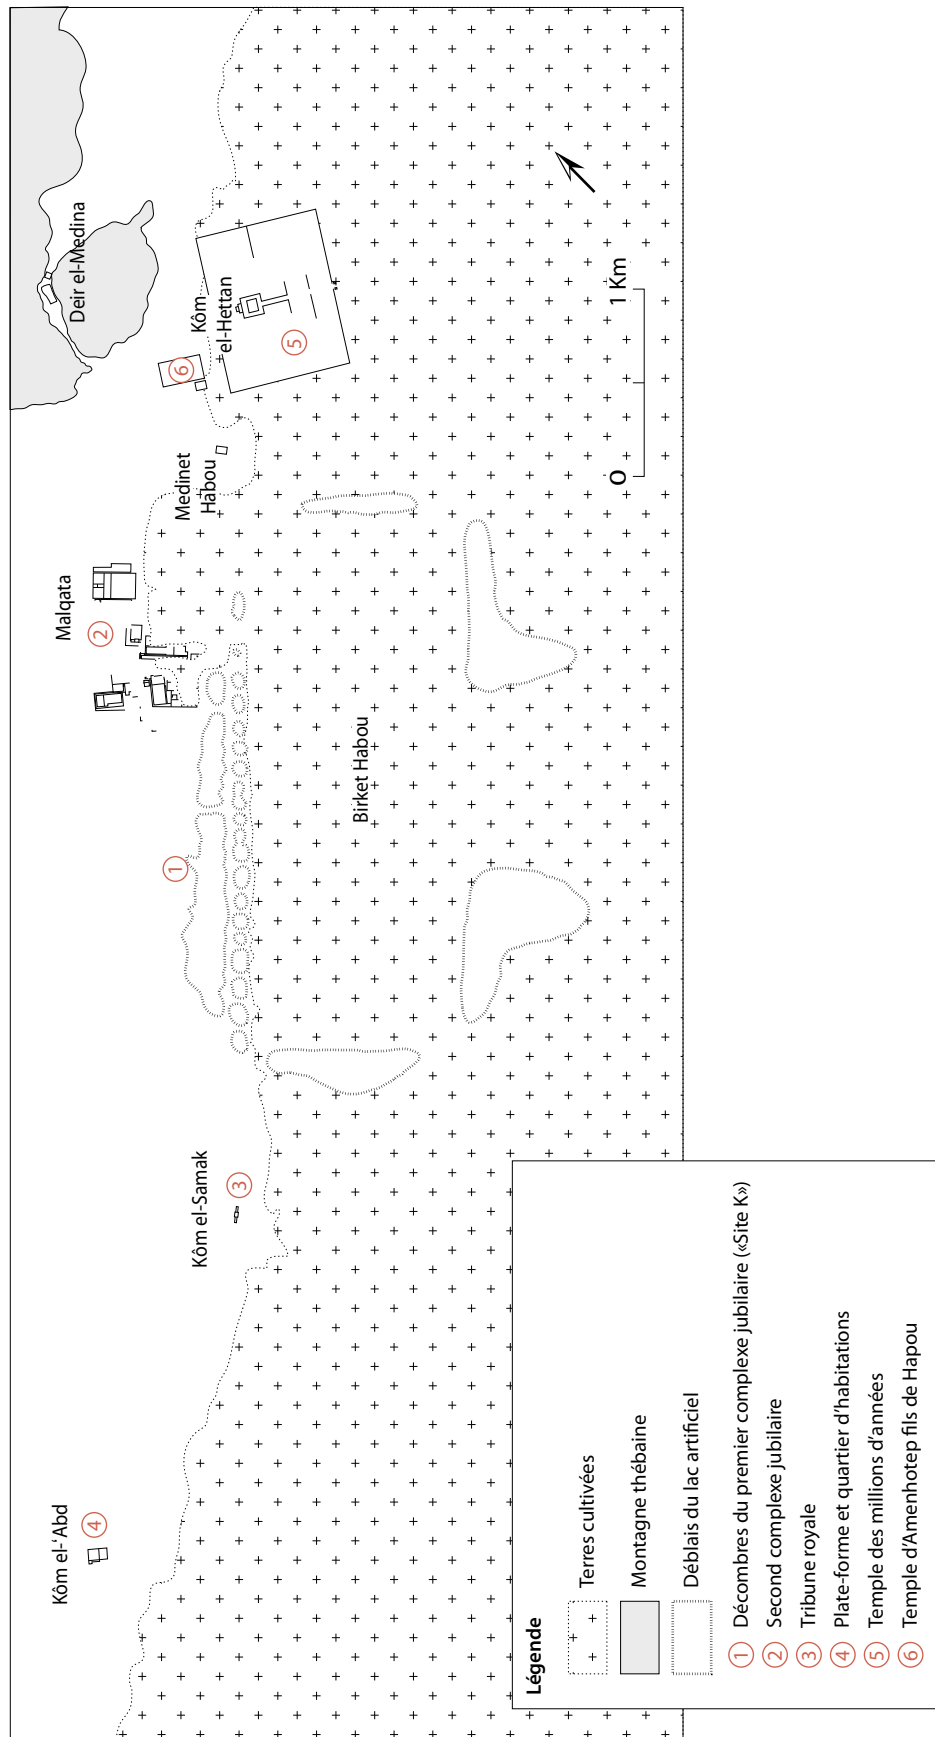 Kôm el-‘Abd
4
Kôm el-Samak
3
1
Malqata
2
Birket Habou
Medinet
Habou
6
Kôm
el-Hettan
5
Deir el-Medina
0
1 Km
Légende
Terres cultivées
Montagne thébaine
Déblais du lac artificiel
1 Décombres du premier complexe jubilaire («Site K»)
2 Second complexe jubilaire
3 Tribune royale
4 Plate-forme et quartier d’habitations
5 Temple des millions d’années
6 Temple d’Amenhotep fils de Hapou